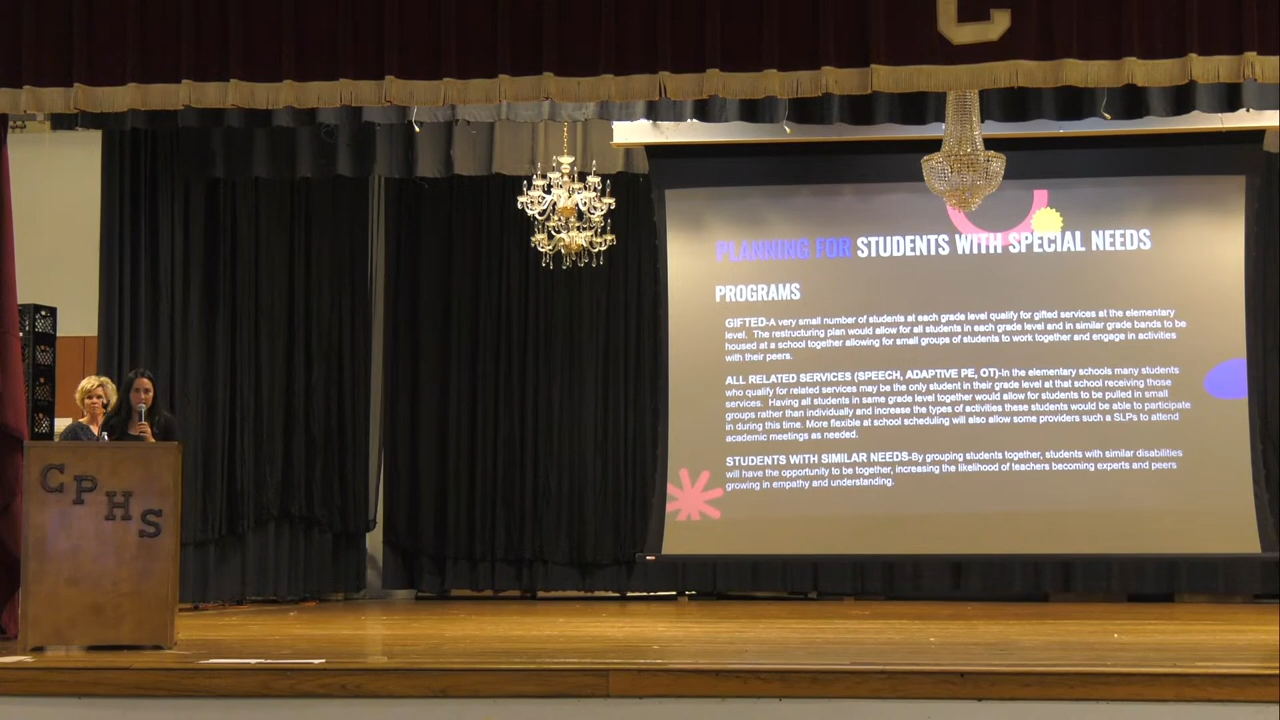 C
PLANNING FOR STUDENTS WITH SPECIAL NEEDS
PROGRAMS
GIFTED-A very small number of students at each grade level qualify for gifted services at the elementary
level. The restructuring plan would allow for all students in each grade level and in similar grade bands to be
housed at a school together allowing for small groups of students to work together and engage in activities
with their peers.
ALL RELATED SERVICES (SPEECH, ADAPTIVE PE, OT)-In the elementary schools many students
who qualify for related services may be the only student in their grade level at that school receiving those
services. Having all students in same grade level together would allow for students to be pulled in small
groups rather than individually and increase the types of activities these students would be able to participate
in during this time. More flexible at school scheduling will also allow some providers such a SLPs to attend
academic meetings as needed.
STUDENTS WITH SIMILAR NEEDS-By grouping students together, students with similar disabilities
will have the opportunity to be together, increasing the likelihood of teachers becoming experts and peers
growing in empathy and understanding.
CPHS